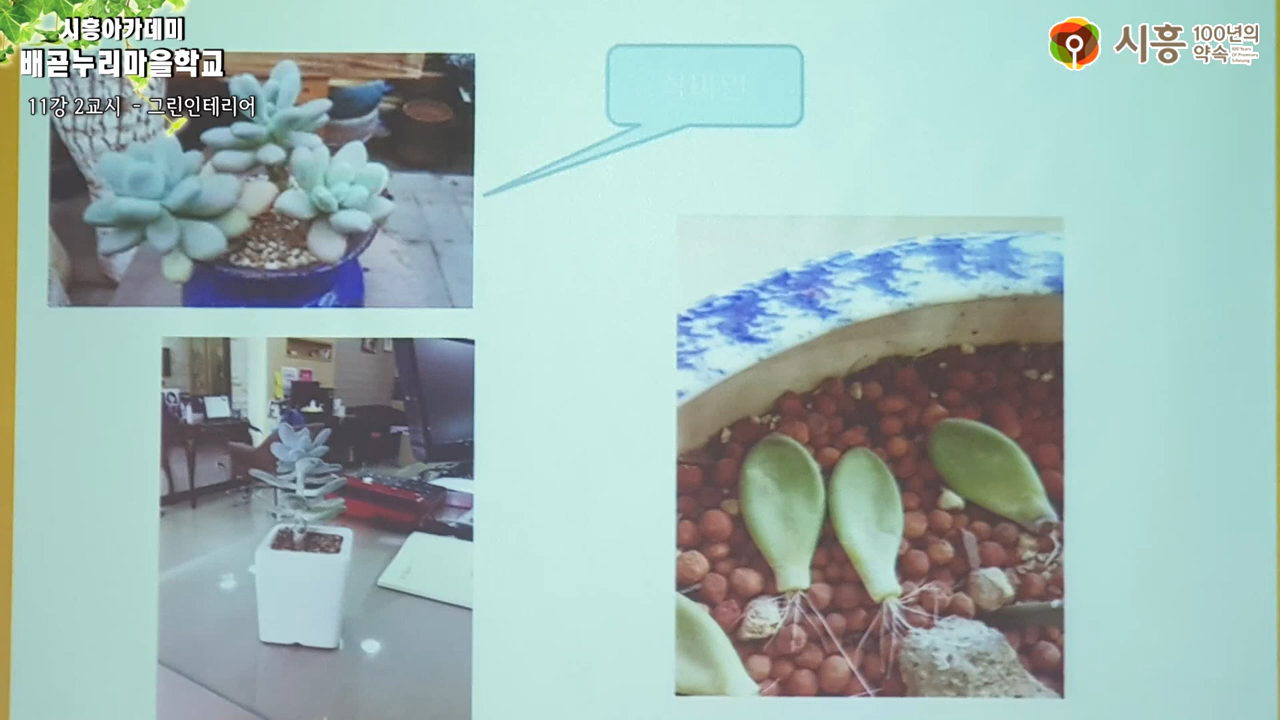 시흥아카데미
배곧누리마을학교
11강 2교시 - 그린인테리어
시흥 100년의
약속